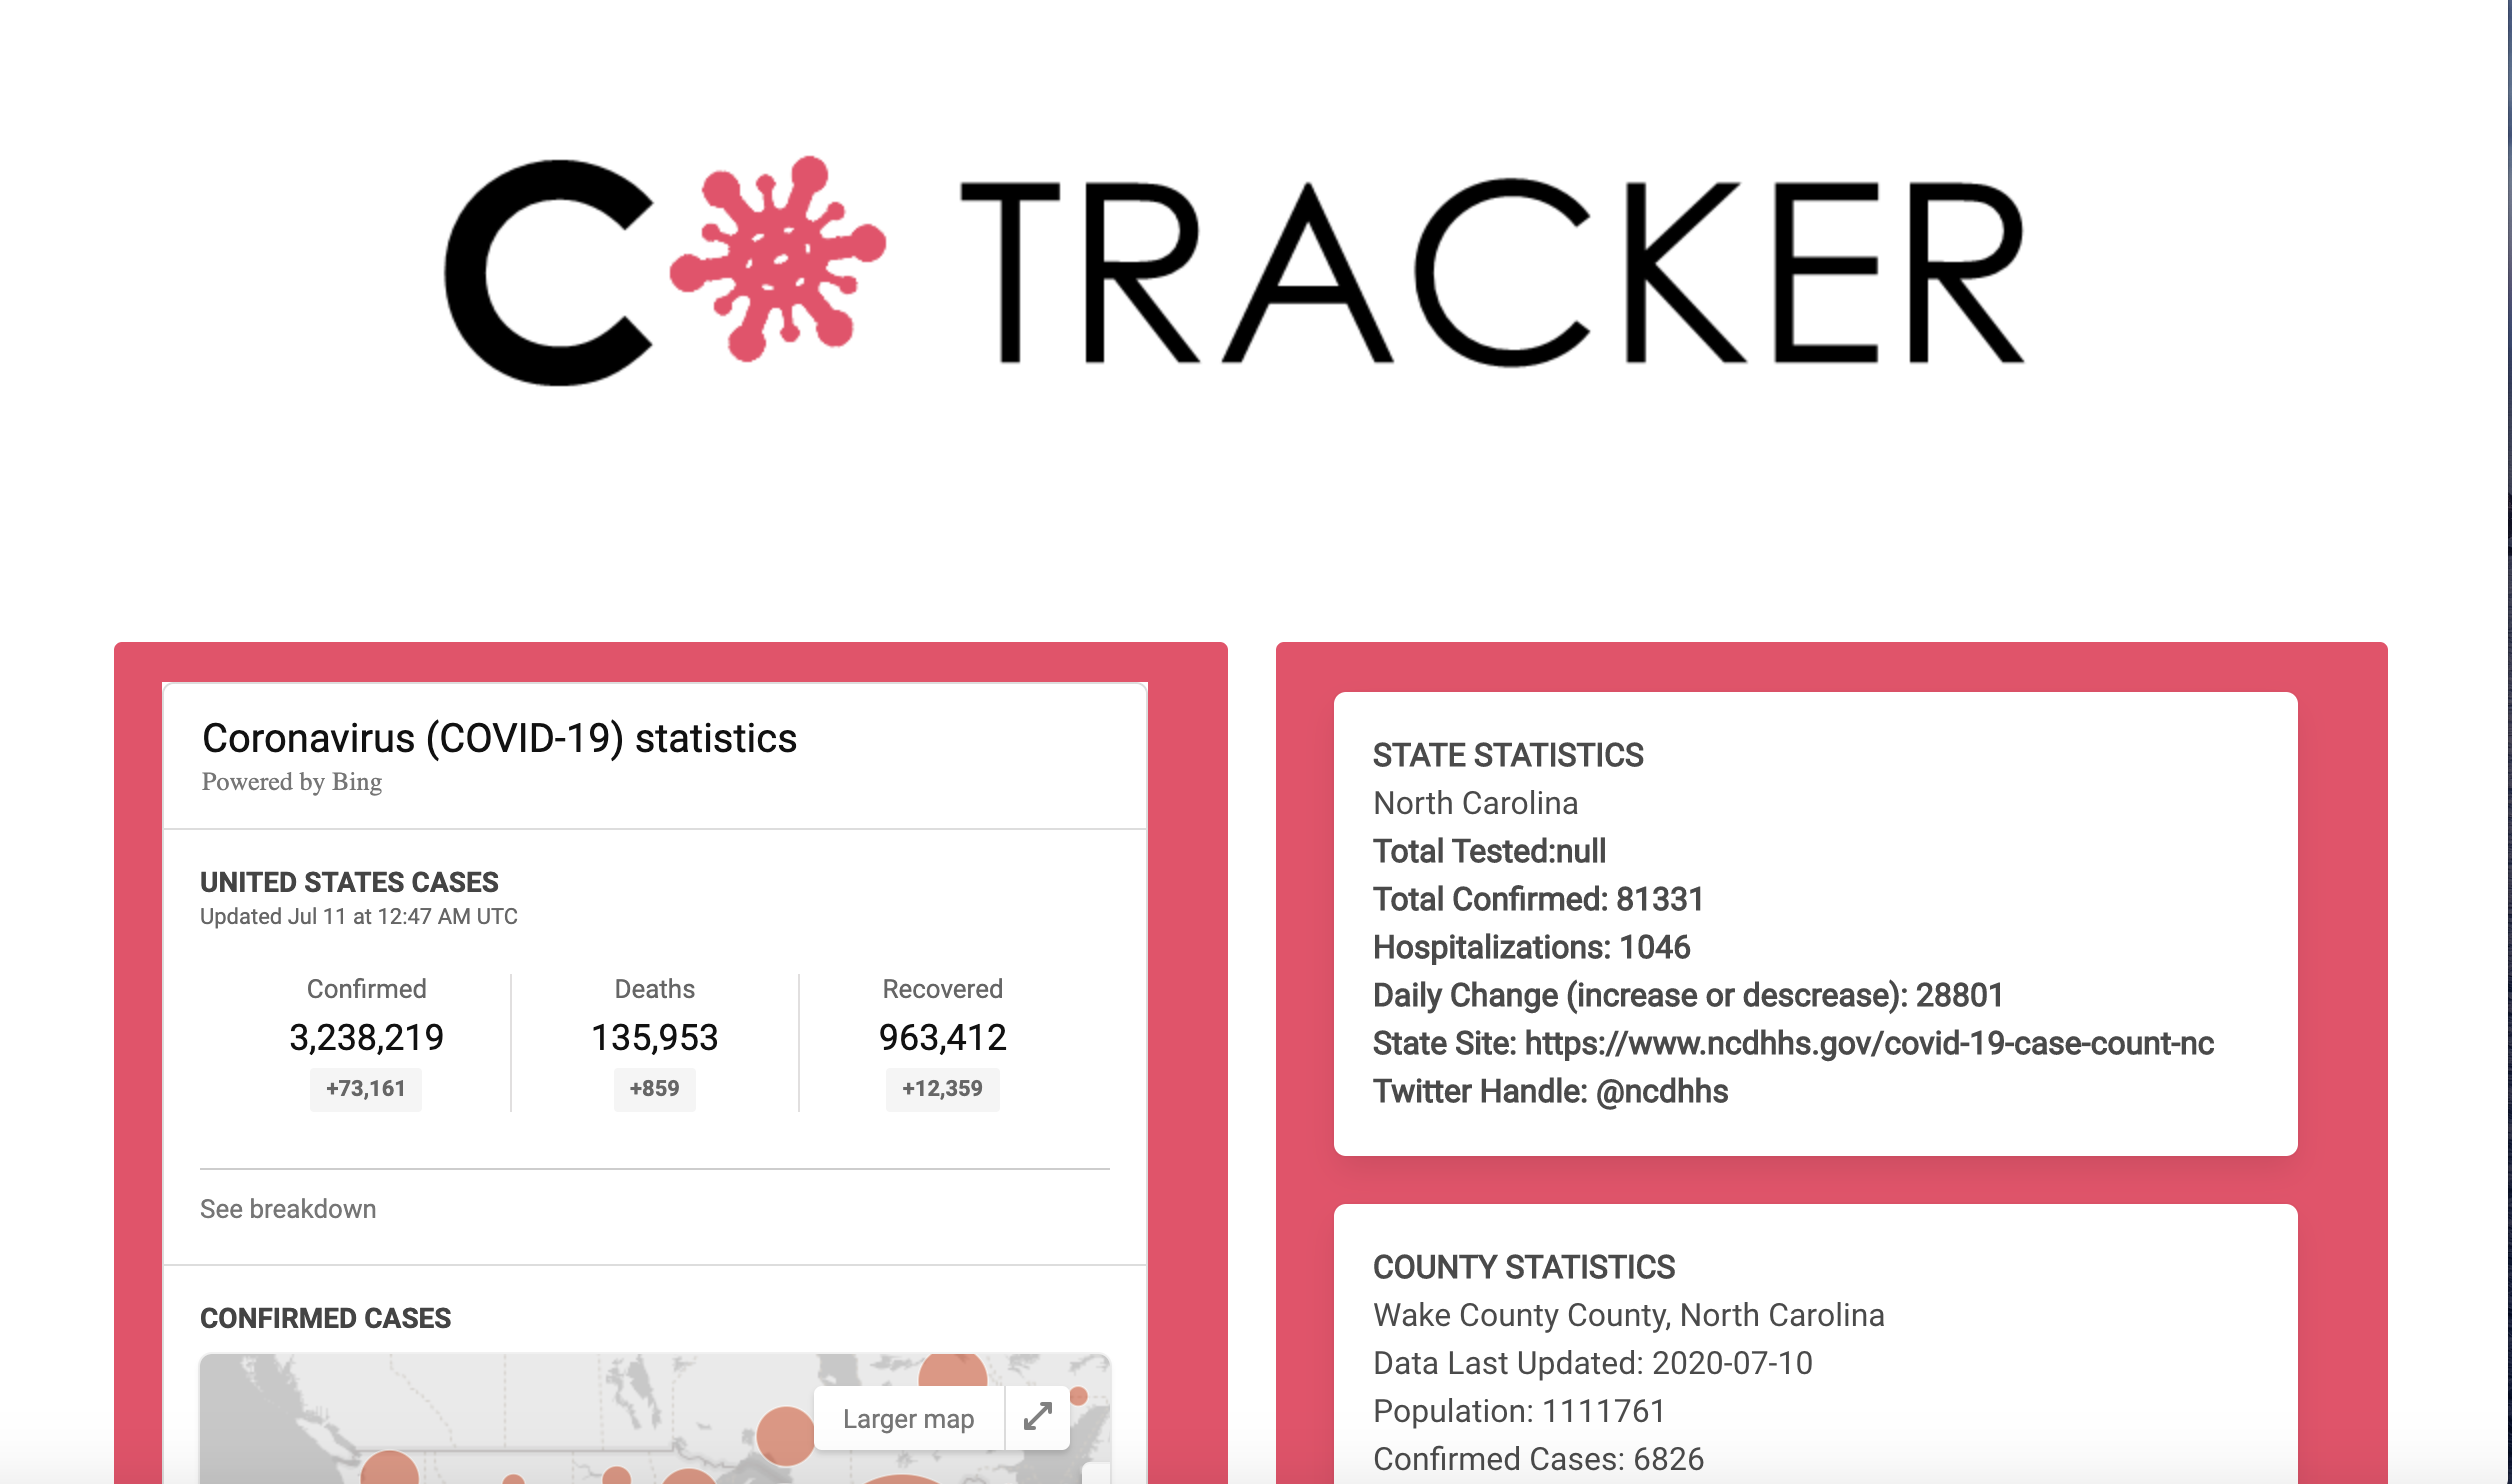 C TRACKER
Coronavirus (COVID-19) statistics
Powered by Bing
UNITED STATES CASES
Updated Jul 11 at 12:47 AM UTC
Confirmed Deaths Recovered
3,238,219 135,953 963,412
+73,161 +859 +12,359
See breakdown
CONFIRMED CASES
Larger map
STATE STATISTICS
North Carolina
Total Tested:null
Total Confirmed: 81331
Hospitalizations: 1046
Daily Change (increase or descrease): 28801
State Site: https://www.ncdhhs.gov/covid-19-case-count-nc
Twitter Handle: @ncdhhs
COUNTY STATISTICS
Wake County County, North Carolina
Data Last Updated: 2020-07-10
Population: 1111761
Confirmed Cases: 6826